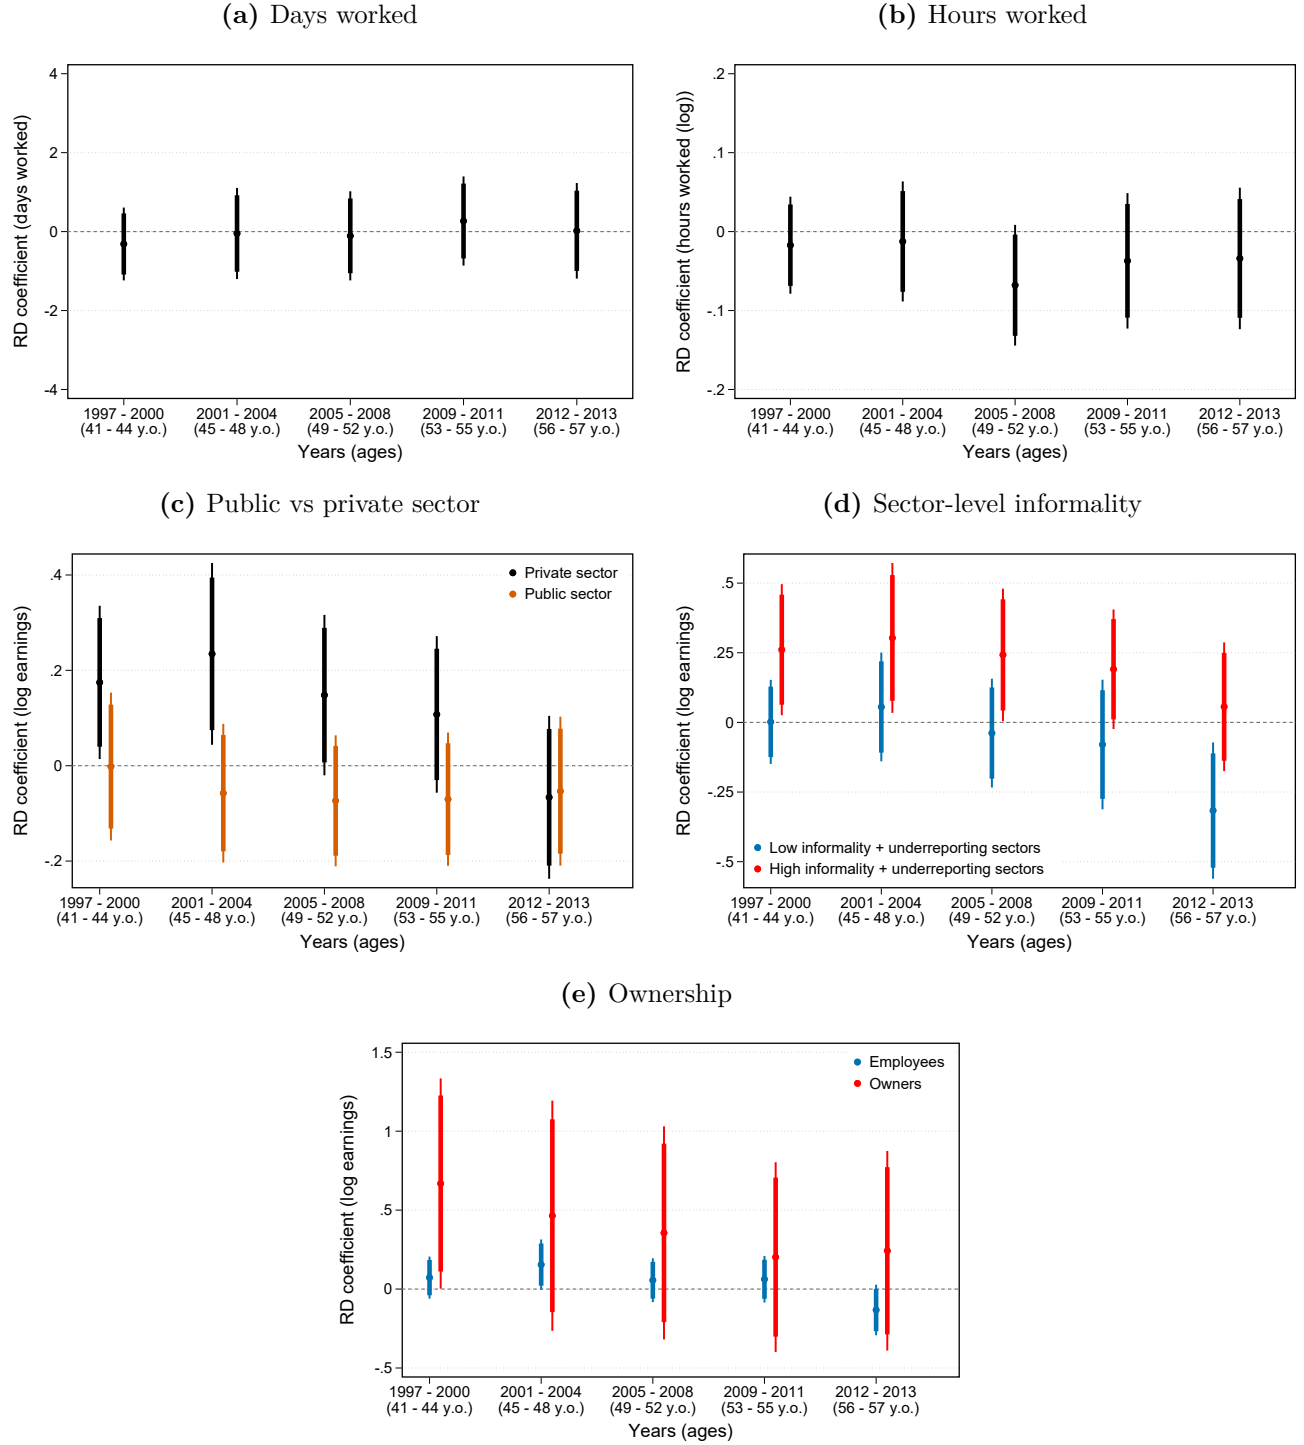 (a) Days worked
RD coefficient (days worked)
4
2
0
-2
-4
1997 - 2000 2001 - 2004 2005 - 2008 2009 - 2011 2012 - 2013
(41 - 44 y.o.) (45 - 48 y.o.) (49 - 52 y.o.) (53 - 55 y.o.) (56 - 57 y.o.)
Years (ages)
(b) Hours worked
RD coefficient (hours worked (log))
.2
.1
0
-.1
-.2
1997 - 2000 2001 - 2004 2005 - 2008 2009 - 2011 2012 - 2013
(41 - 44 y.o.) (45 - 48 y.o.) (49 - 52 y.o.) (53 - 55 y.o.) (56 - 57 y.o.)
Years (ages)
(c) Public vs private sector
RD coefficient (log earnings)
.4
.2
0
-.2
Private sector
Public sector
1997 - 2000 2001 - 2004 2005 - 2008 2009 - 2011 2012 - 2013
(41 - 44 y.o.) (45 - 48 y.o.) (49 - 52 y.o.) (53 - 55 y.o.) (56 - 57 y.o.)
Years (ages)
(d) Sector-level informality
RD coefficient (log earnings)
.5
.25
0
-.25
-.5
Low informality + underreporting sectors
High informality + underreporting sectors
1997 - 2000 2001 - 2004 2005 - 2008 2009 - 2011 2012 - 2013
(41 - 44 y.o.) (45 - 48 y.o.) (49 - 52 y.o.) (53 - 55 y.o.) (56 - 57 y.o.)
Years (ages)
(e) Ownership
RD coefficient (log earnings)
1.5
1
.5
0
-.5
Employees
Owners
1997 - 2000 2001 - 2004 2005 - 2008 2009 - 2011 2012 - 2013
(41 - 44 y.o.) (45 - 48 y.o.) (49 - 52 y.o.) (53 - 55 y.o.) (56 - 57 y.o.)
Years (ages)